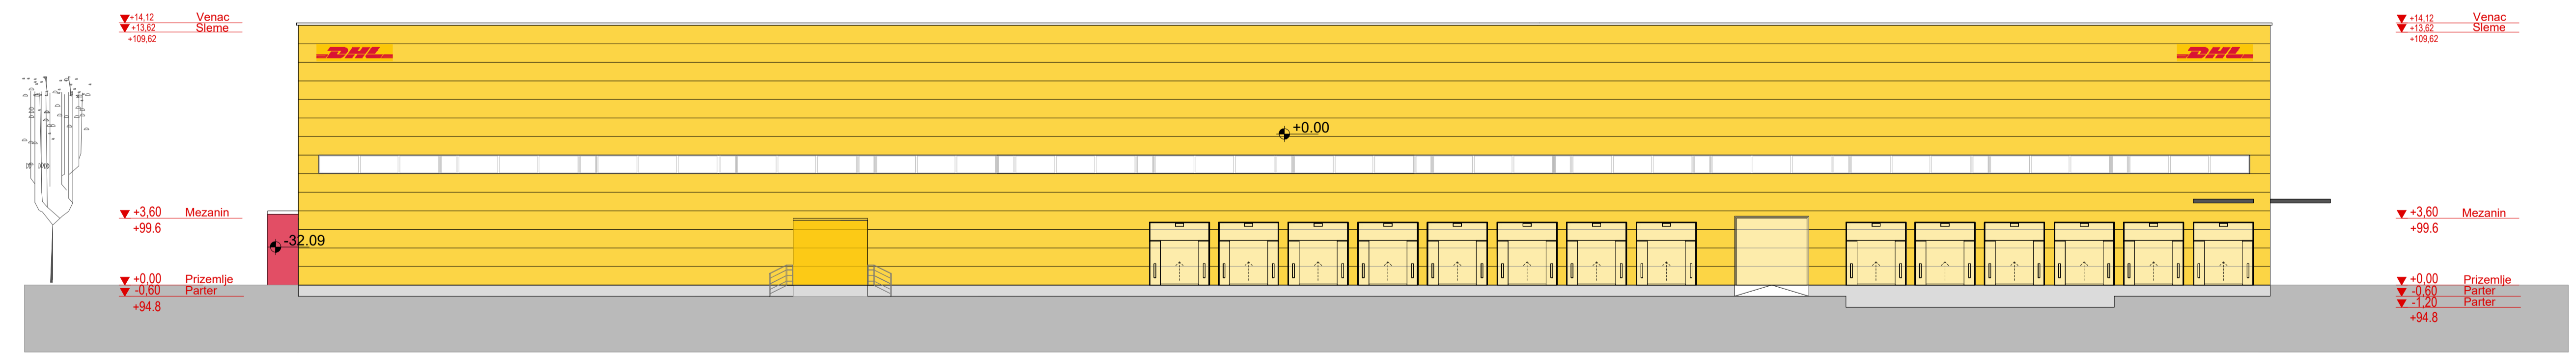 +14,12 Venac
+13,62 Sleme
+109,62
DHL
DHL
+14,12 Venac
+13,62 Sleme
+109,62
+0.00
+3,60 Mezanin
+99.6
-32.09
+3,60 Mezanin
+99.6
+0,00 Prizemlje
-0,60 Parter
+94.8
+0,00 Prizemlje
-0,60 Parter
-1,20 Parter
+94.8